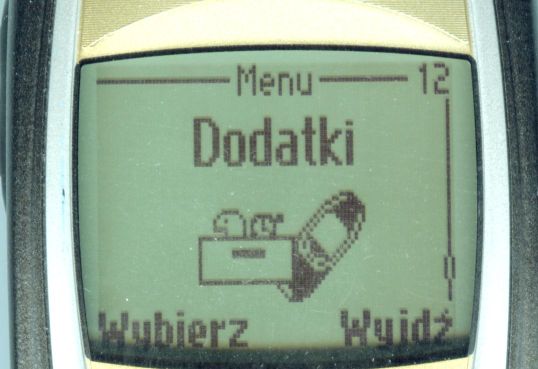 Menu 12
Dodatki
Wybierz Wyjdź